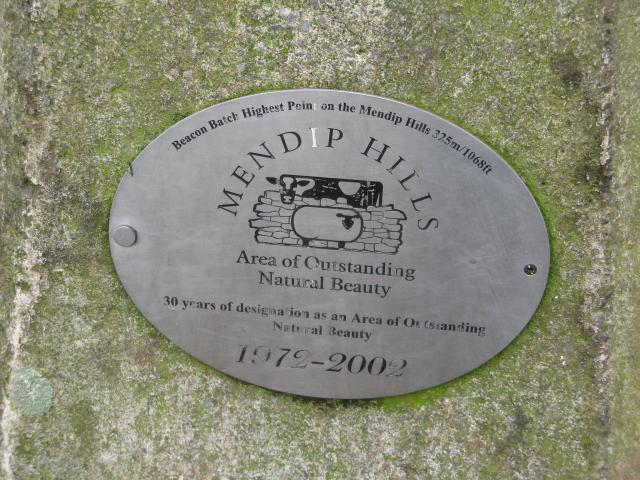 Beacon Batch Highest Point on the Mendip Hills 325m/1068ft
MENDIP HILLS
Area of Outstanding
Natural Beauty
30 years of designation as an Area of Outstanding
Natural Beauty
1972-2002